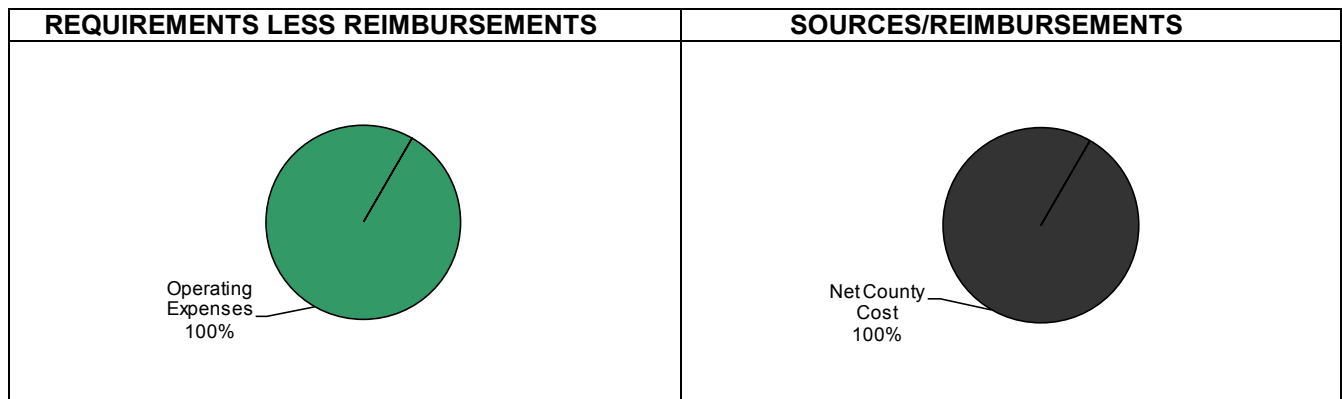 REQUIREMENTS LESS REIMBURSEMENTS
SOURCES/REIMBURSEMENTS
Operating
Expenses
100%
Net County
Cost
100%